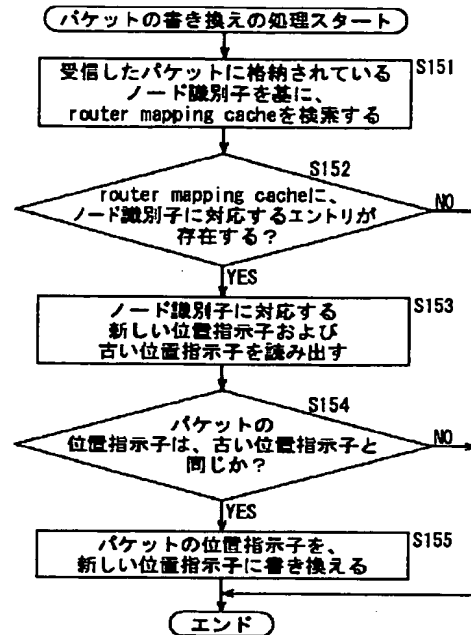 パケットの書き換えの処理スタート
S151
受信したパケットに格納されている
ノード識別子を基に、
router mapping cacheを検索する
S152
router mapping cacheに、
ノード識別子に対応するエントリが
存在する？
NO
YES
S153
ノード識別子に対応する
新しい位置指示子および
古い位置指示子を読み出す
S154
パケットの
位置指示子は、古い位置指示子と
同じか？
NO
YES
S155
パケットの位置指示子を、
新しい位置指示子に書き換える
エンド